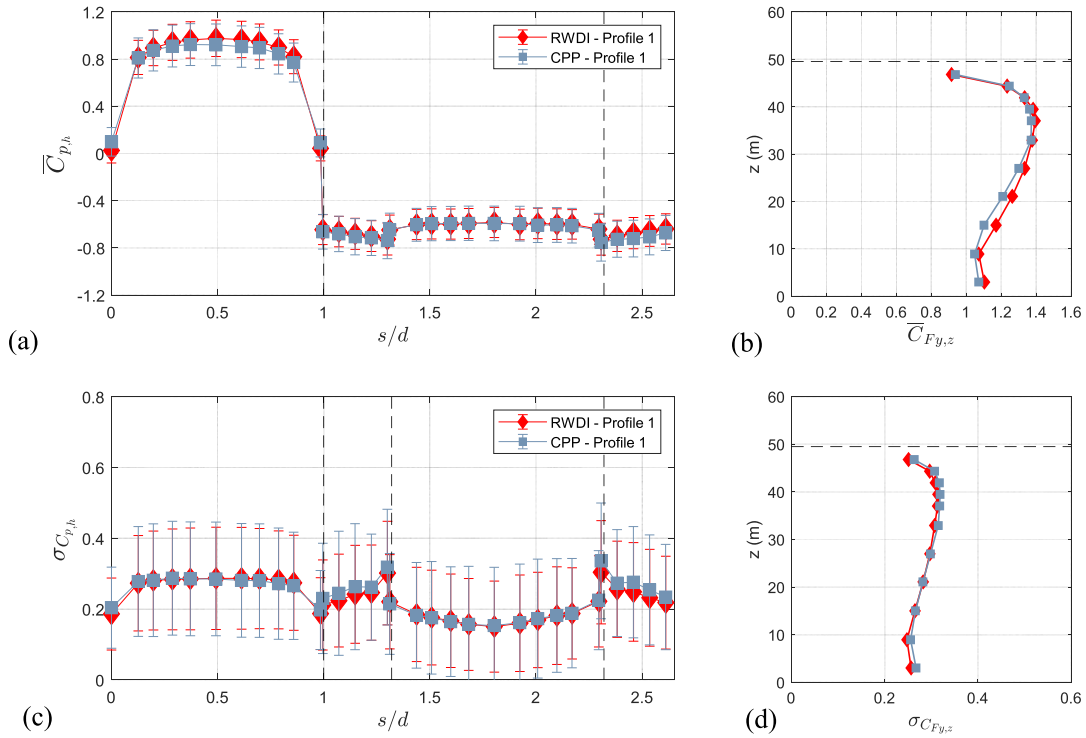 1.2
0.8
0.4
0
-0.4
-0.8
-1.2
C̅p,h
0 0.5 1 1.5 2 2.5
s/d
RWDI - Profile 1
CPP - Profile 1
(a)
60
50
40
30
20
10
0
z (m)
0 0.2 0.4 0.6 0.8 1 1.2 1.4 1.6
C̅Fy,z
(b)
0.8
0.6
0.4
0.2
0
σCp,h
0 0.5 1 1.5 2 2.5
s/d
RWDI - Profile 1
CPP - Profile 1
(c)
60
50
40
30
20
10
0
z (m)
0 0.2 0.4 0.6
σCFy,z
(d)